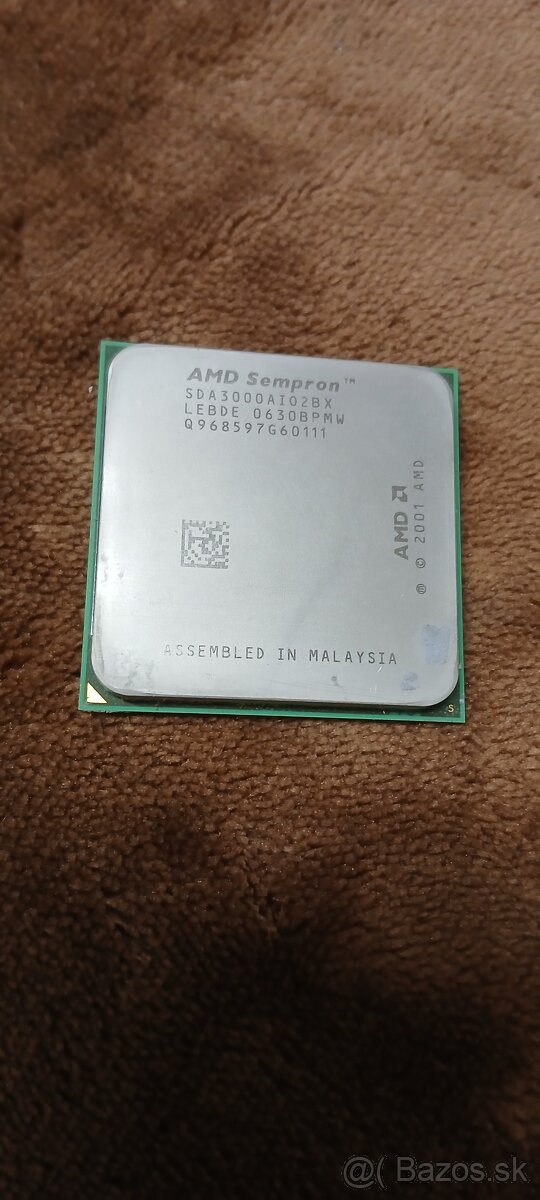 AMD Sempron™
SDA3000AIO2BX
LEBDE 0630BPMW
Q968597G60111
AMD
® © 2001 AMD
ASSEMBLED IN MALAYSIA
S
@( Bazos.sk